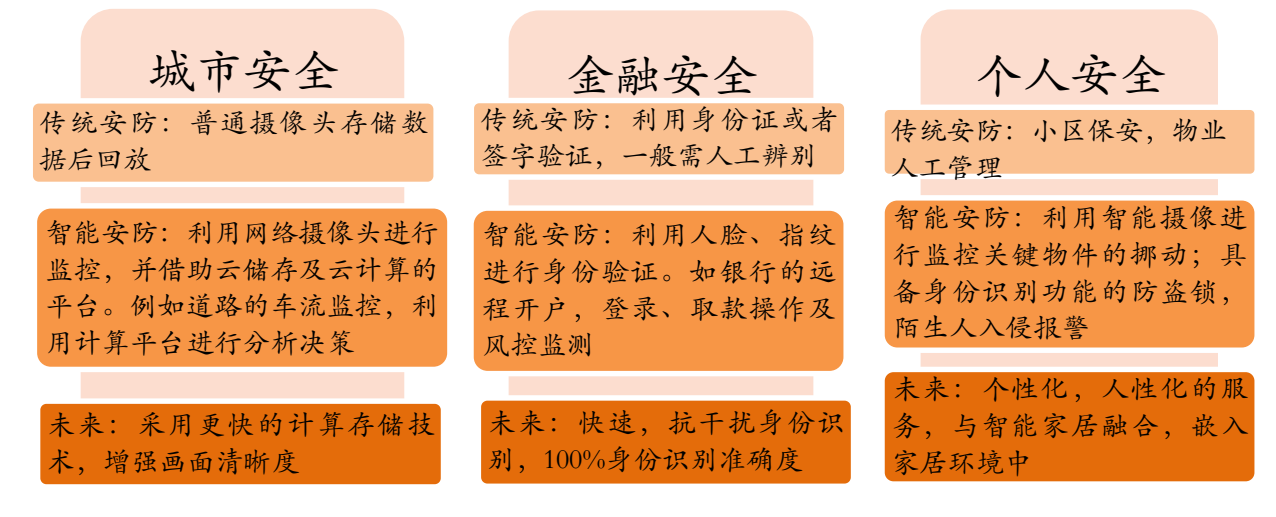 城市安全
传统安防：普通摄像头存储数
据后回放
智能安防：利用网络摄像头进行
监控，并借助云储存及云计算的
平台。例如道路的车流监控，利
用计算平台进行分析决策
未来：采用更快的计算存储技
术，增强画面清晰度
金融安全
传统安防：利用身份证或者
签字验证，一般需人工辨别
智能安防：利用人脸、指纹
进行身份验证。如银行的远
程开户，登录、取款操作及
风控监测
未来：快速，抗干扰身份识
别，100%身份识别准确度
个人安全
传统安防：小区保安，物业
人工管理
智能安防：利用智能摄像进
行监控关键物件的挪动；具
备身份识别功能的防盗锁，
陌生人入侵报警
未来：个性化，人性化的服
务，与智能家居融合，嵌入
家居环境中